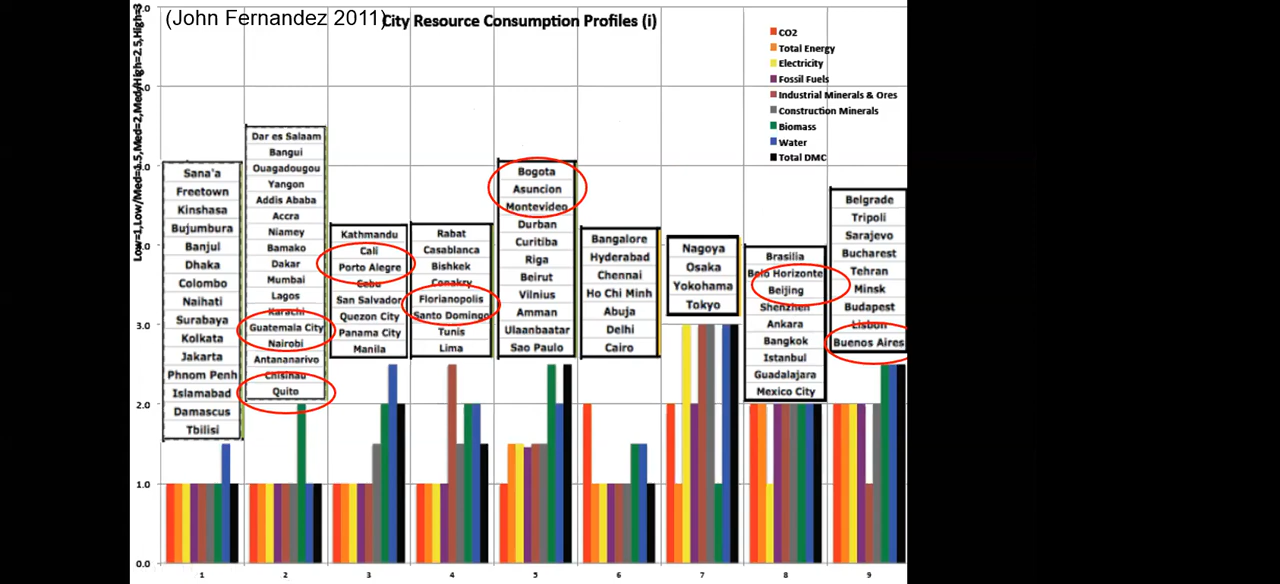 (John Fernandez 2011)
City Resource Consumption Profiles (i)
Low=1,Low/Med=1.5,Med=2,Med/High=2.5,High=3
CO2
Total Energy
Electricity
Fossil Fuels
Industrial Minerals & Ores
Construction Minerals
Biomass
Water
Total DMC
Sana'a
Freetown
Kinshasa
Bujumbura
Banjul
Dhaka
Colombo
Naihati
Surabaya
Kolkata
Jakarta
Phnom Penh
Islamabad
Damascus
Tbilisi
Dar es Salaam
Bangui
Ouagadougou
Yangon
Addis Ababa
Accra
Niamey
Bamako
Dakar
Mumbai
Lagos
Karachi
Guatemala City
Nairobi
Antananarivo
Chisinau
Quito
Kathmandu
Cali
Porto Alegre
Cebu
San Salvador
Quezon City
Panama City
Manila
Rabat
Casablanca
Bishkek
Conakry
Florianopolis
Santo Domingo
Tunis
Lima
Bogota
Asuncion
Montevideo
Durban
Curitiba
Riga
Beirut
Vilnius
Amman
Ulaanbaatar
Sao Paulo
Bangalore
Hyderabad
Chennai
Ho Chi Minh
Abuja
Delhi
Cairo
Nagoya
Osaka
Yokohama
Tokyo
Brasilia
Belo Horizonte
Beijing
Shenzhen
Ankara
Bangkok
Istanbul
Guadalajara
Mexico City
Belgrade
Tripoli
Sarajevo
Bucharest
Tehran
Minsk
Budapest
Lisbon
Buenos Aires
3.0
2.0
1.0
0.0
1 2 3 4 5 6 7 8 9